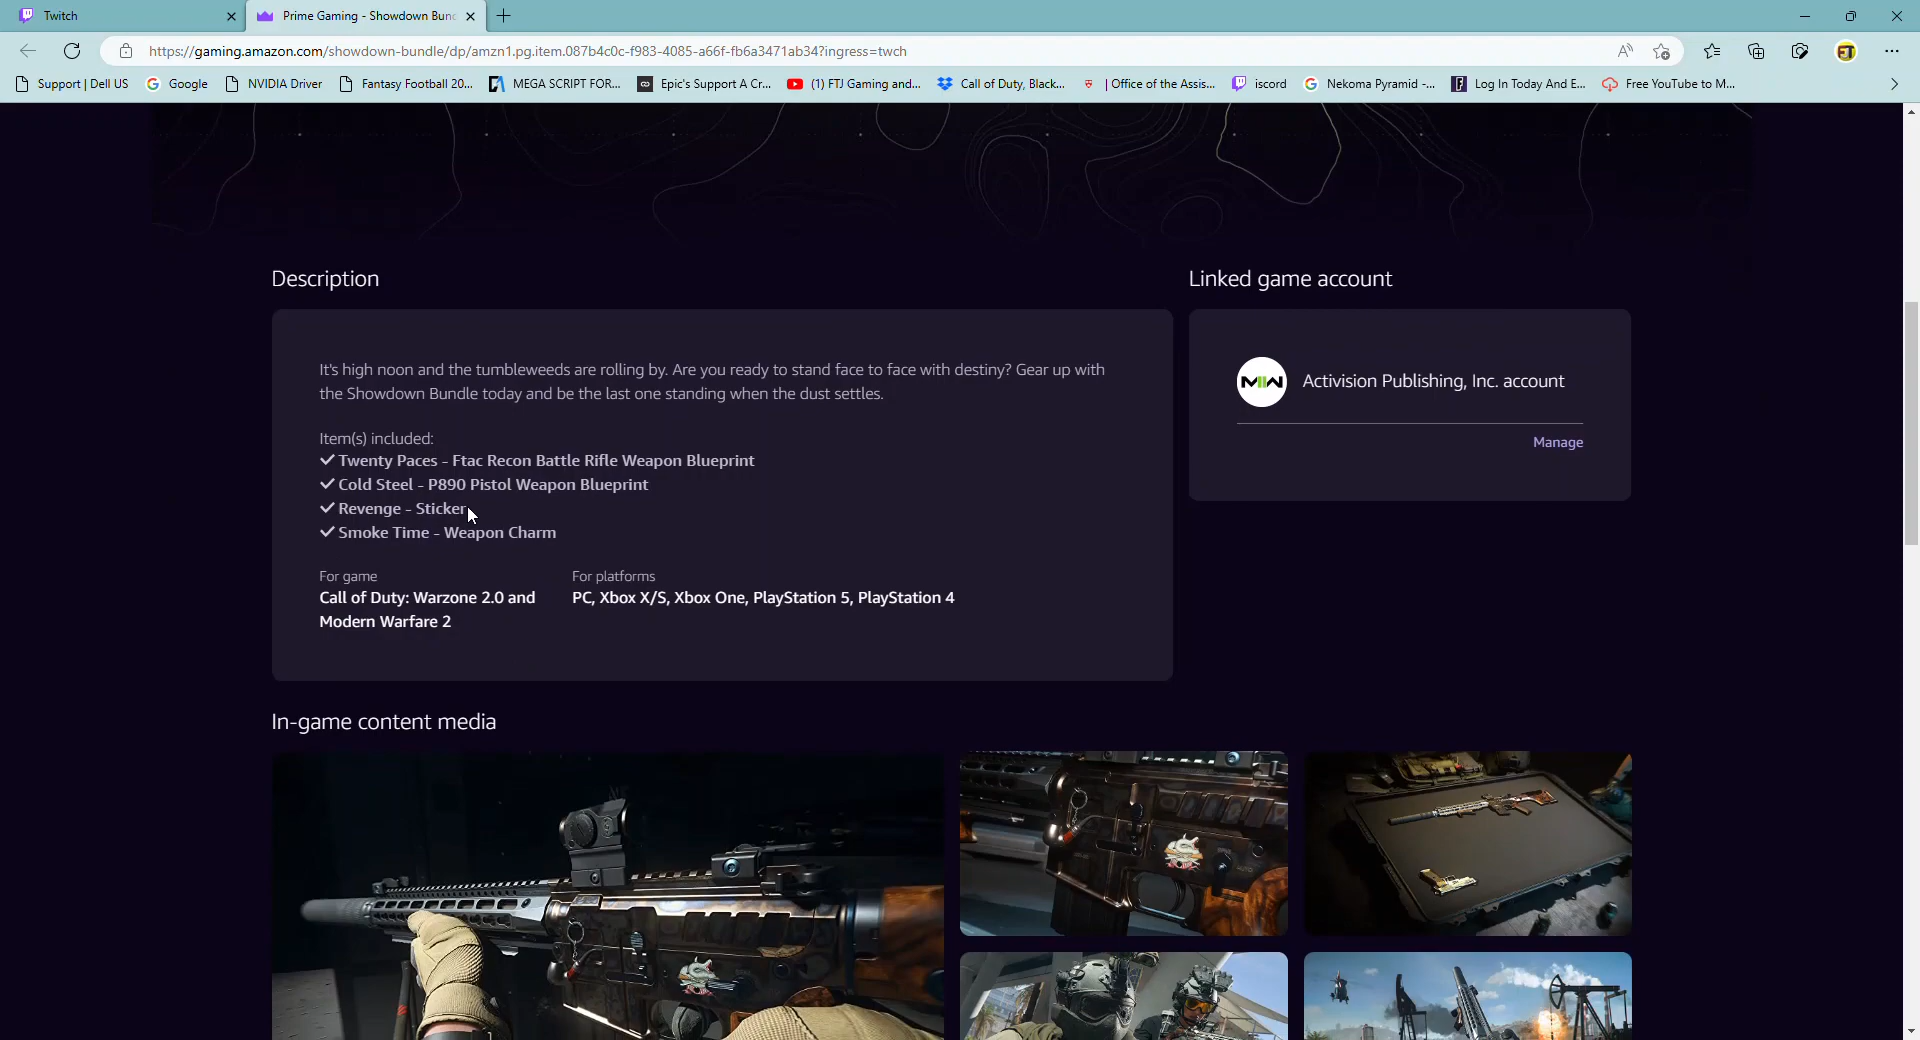 Twitch
Prime Gaming - Showdown Bun
https://gaming.amazon.com/showdown-bundle/dp/amzn1.pg.item.087b4c0c-f983-4085-a66f-fb6a3471ab34?ingress=twch
Support | Dell US
Google
NVIDIA Driver
Fantasy Football 20...
MEGA SCRIPT FOR...
Epic's Support A Cr...
(1) FTJ Gaming and...
Call of Duty, Black...
| Office of the Assis...
iscord
Nekoma Pyramid -...
Log In Today And E...
Free YouTube to M...
Description
Linked game account
It's high noon and the tumbleweeds are rolling by. Are you ready to stand face to face with destiny? Gear up with
the Showdown Bundle today and be the last one standing when the dust settles.
Item(s) included:
✓ Twenty Paces - Ftac Recon Battle Rifle Weapon Blueprint
✓ Cold Steel - P890 Pistol Weapon Blueprint
✓ Revenge - Sticker
✓ Smoke Time - Weapon Charm
For game
Call of Duty: Warzone 2.0 and
Modern Warfare 2
For platforms
PC, Xbox X/S, Xbox One, PlayStation 5, PlayStation 4
MW
Activision Publishing, Inc. account
Manage
In-game content media